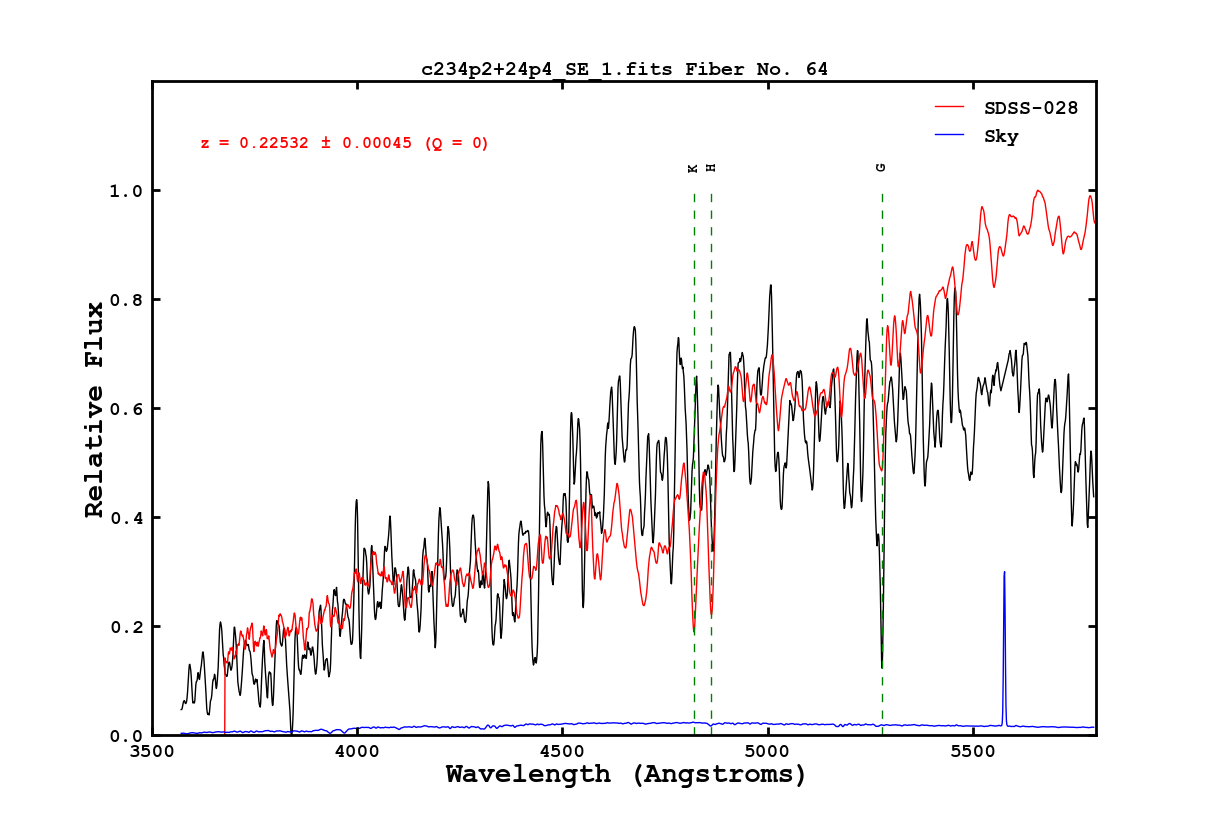 c234p2+24p4_SE_1.fits Fiber No. 64
SDSS-028
Sky
z = 0.22532 ± 0.00045 (Q = 0)
K H G
1.0
0.8
0.6
0.4
0.2
0.0
Relative Flux
3500 4000 4500 5000 5500
Wavelength (Angstroms)